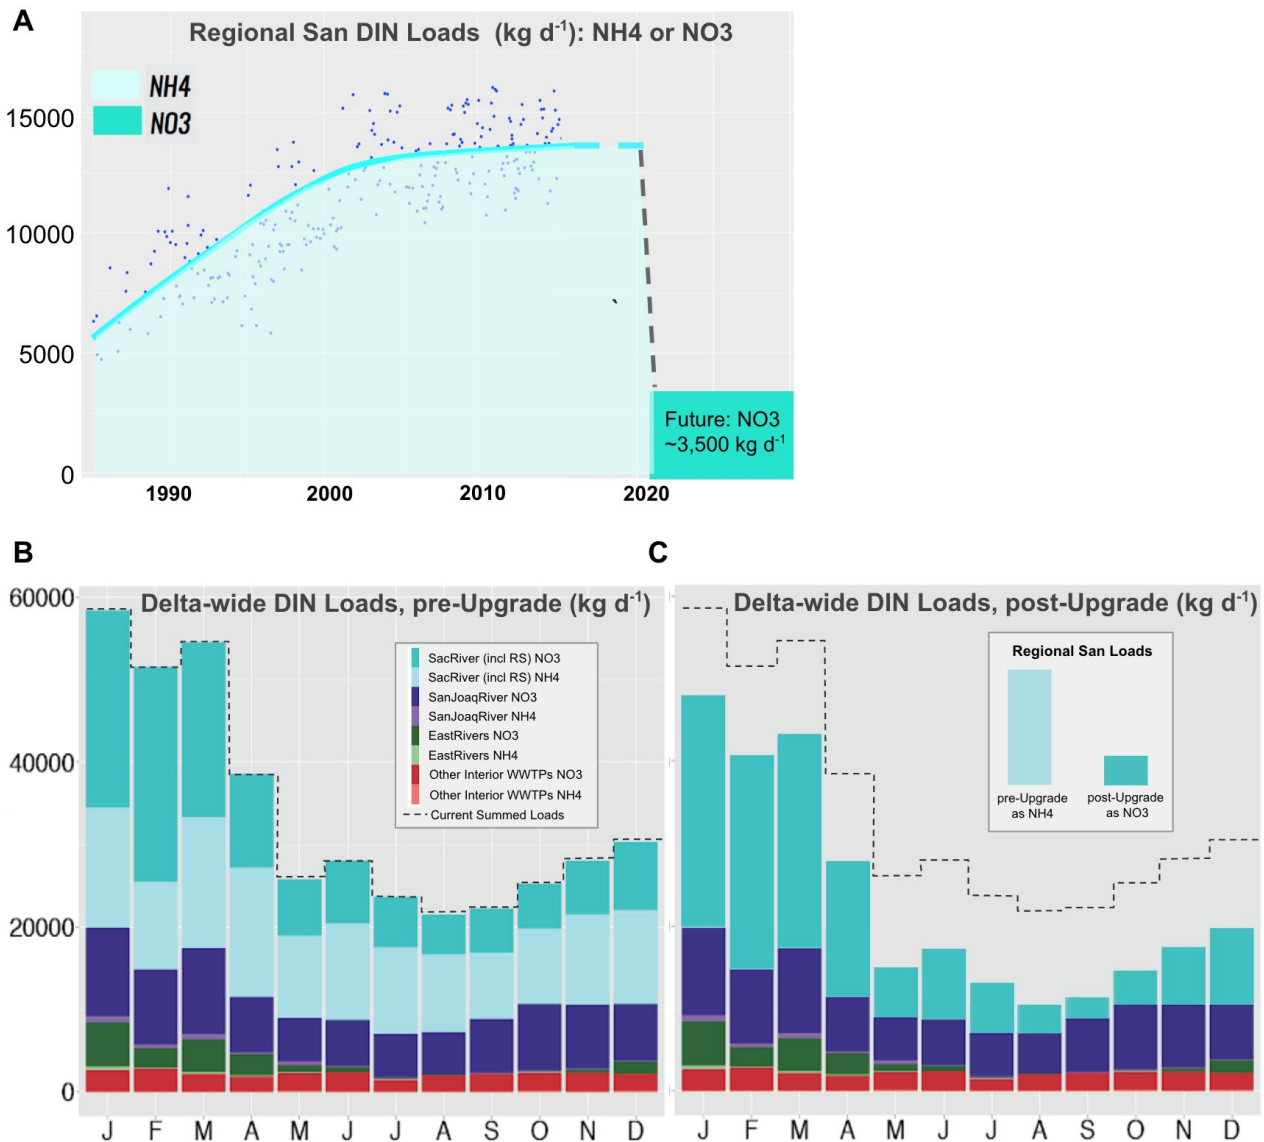 A
Regional San DIN Loads (kg d-1): NH4 or NO3
NH4
NO3
15000
10000
5000
0
Future: NO3
~3,500 kg d-1
1990 2000 2010 2020
B
Delta-wide DIN Loads, pre-Upgrade (kg d-1)
60000
40000
20000
0
SacRiver (incl RS) NO3
SacRiver (incl RS) NH4
SanJoaqRiver NO3
SanJoaqRiver NH4
EastRivers NO3
EastRivers NH4
Other Interior WWTPs NO3
Other Interior WWTPs NH4
Current Summed Loads
J F M A M J J A S O N D
C
Delta-wide DIN Loads, post-Upgrade (kg d-1)
Regional San Loads
pre-Upgrade
as NH4
post-Upgrade
as NO3
J F M A M J J A S O N D